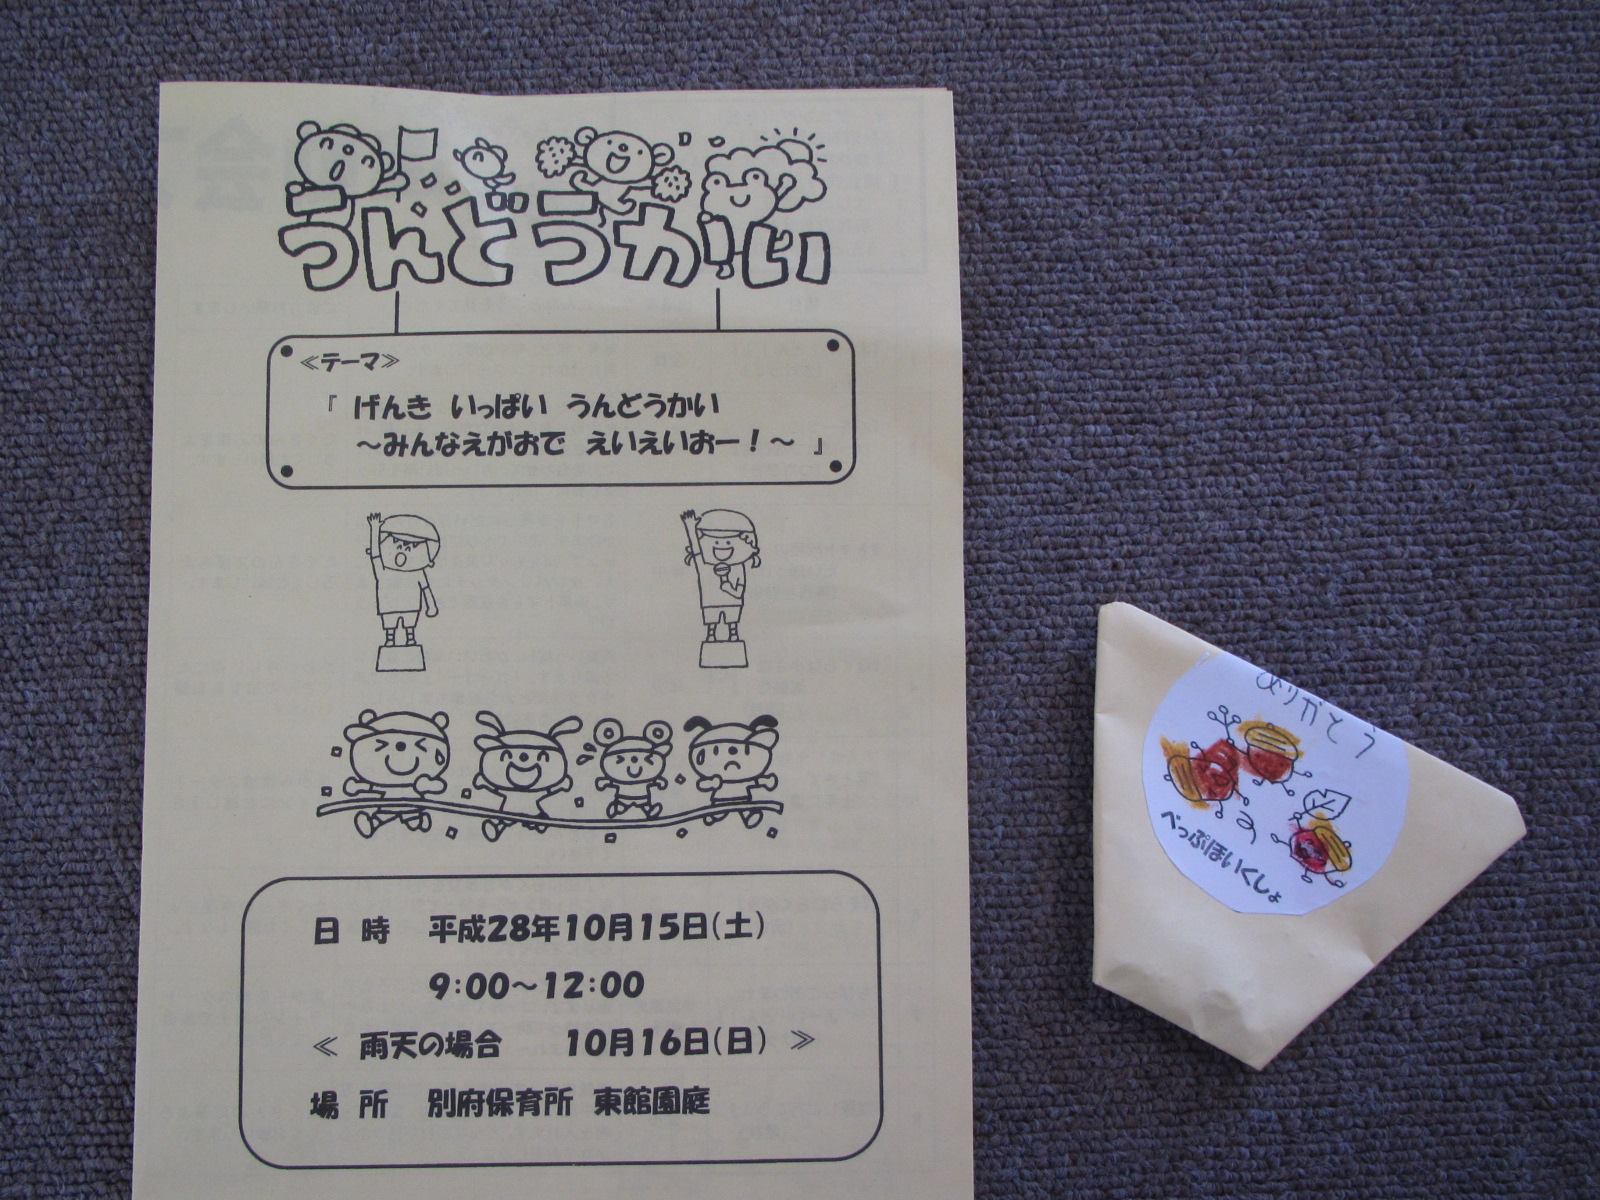 うんどうかい
≪テーマ≫
『 げんき いっぱい うんどうかい
～みんなえがおで えいえいおー！～ 』
日 時 平成28年10月15日(土)
9:00～12:00
≪ 雨天の場合 10月16日(日) ≫
場 所 別府保育所 東館園庭
ありがとう
べっぷほいくしょ